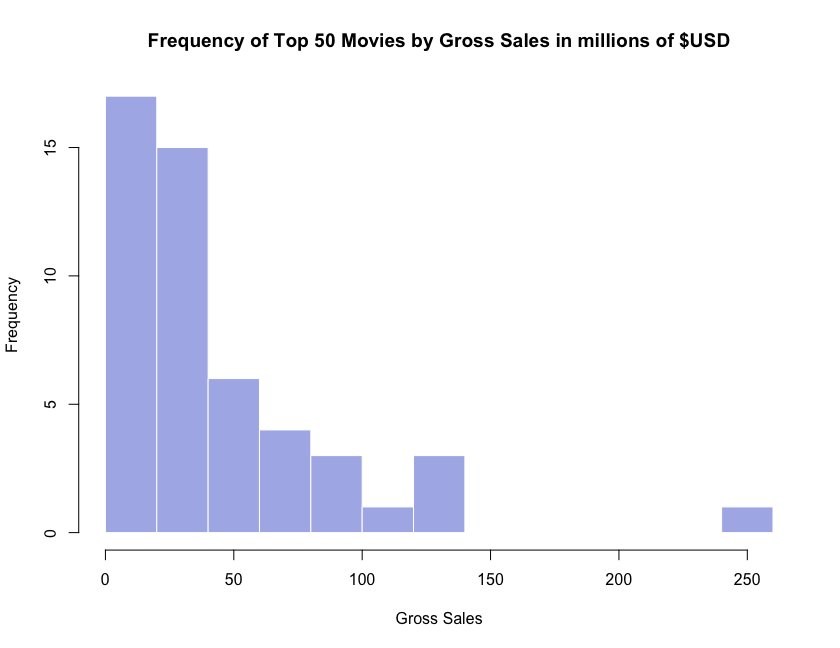 Frequency of Top 50 Movies by Gross Sales in millions of $USD
15
10
5
0
Frequency
0 50 100 150 200 250
Gross Sales